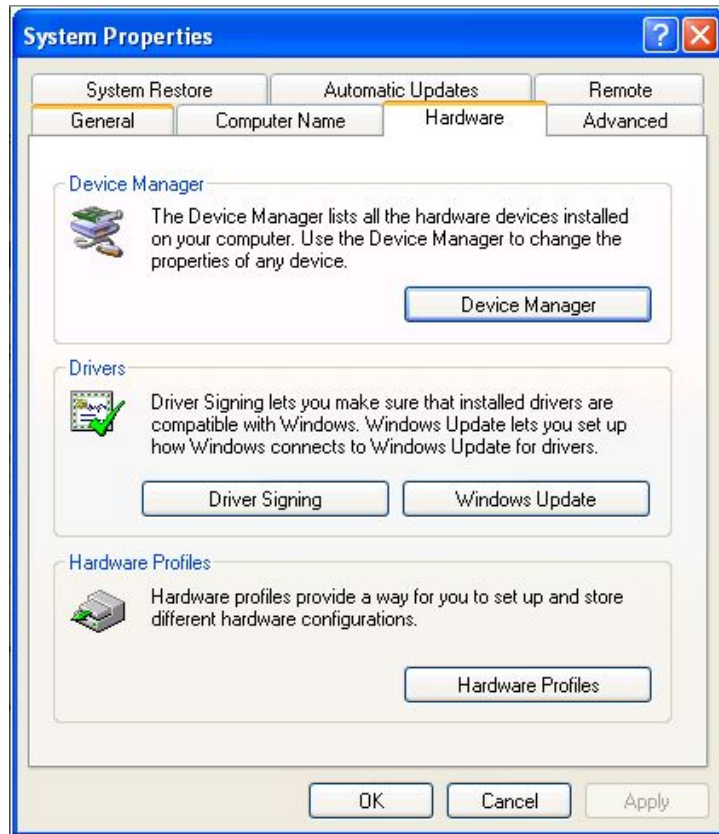 System Properties
System Restore
Automatic Updates
Remote
General
Computer Name
Hardware
Advanced
Device Manager
The Device Manager lists all the hardware devices installed
on your computer. Use the Device Manager to change the
properties of any device.
Device Manager
Drivers
Driver Signing lets you make sure that installed drivers are
compatible with Windows. Windows Update lets you set up
how Windows connects to Windows Update for drivers.
Driver Signing
Windows Update
Hardware Profiles
Hardware profiles provide a way for you to set up and store
different hardware configurations.
Hardware Profiles
OK
Cancel
Apply